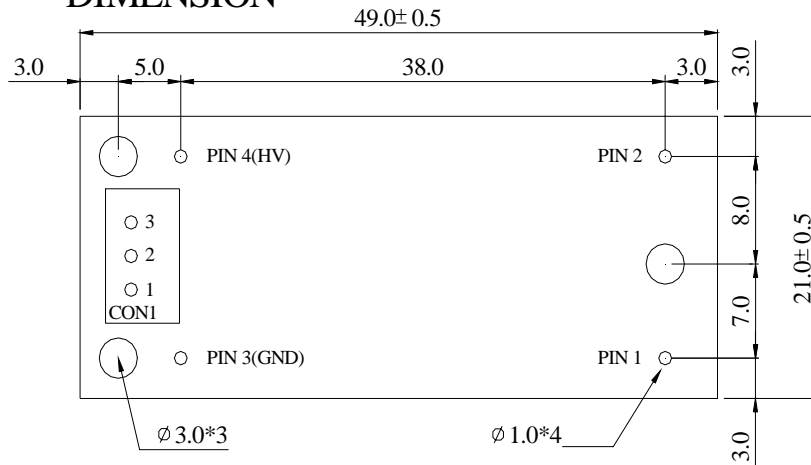 DIMENSION
49.0± 0.5
3.0 5.0 38.0 3.0
3.0
PIN 4(HV) PIN 2
3
2
1
CON1
8.0
21.0± 0.5
7.0
PIN 3(GND) PIN 1
3.0
⌀ 3.0*3 ⌀ 1.0*4